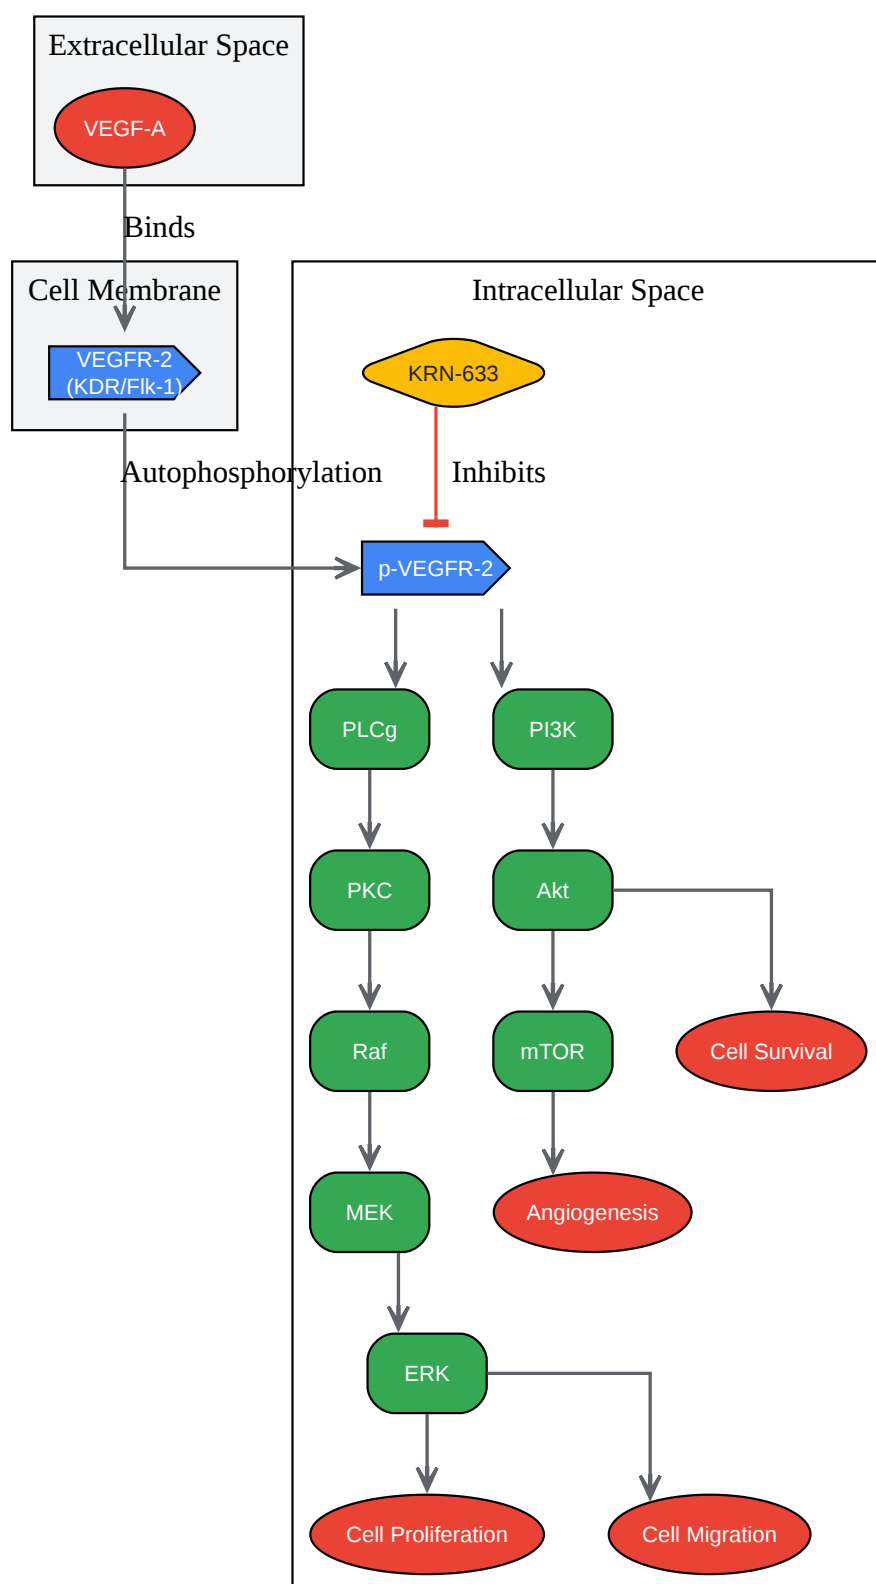 Extracellular Space
VEGF-A
Binds
Cell Membrane
VEGFR-2
(KDR/Flk-1)
Intracellular Space
KRN-633
Autophosphorylation
Inhibits
p-VEGFR-2
PLCg
PI3K
PKC
Akt
Raf
mTOR
Cell Survival
MEK
Angiogenesis
ERK
Cell Proliferation
Cell Migration